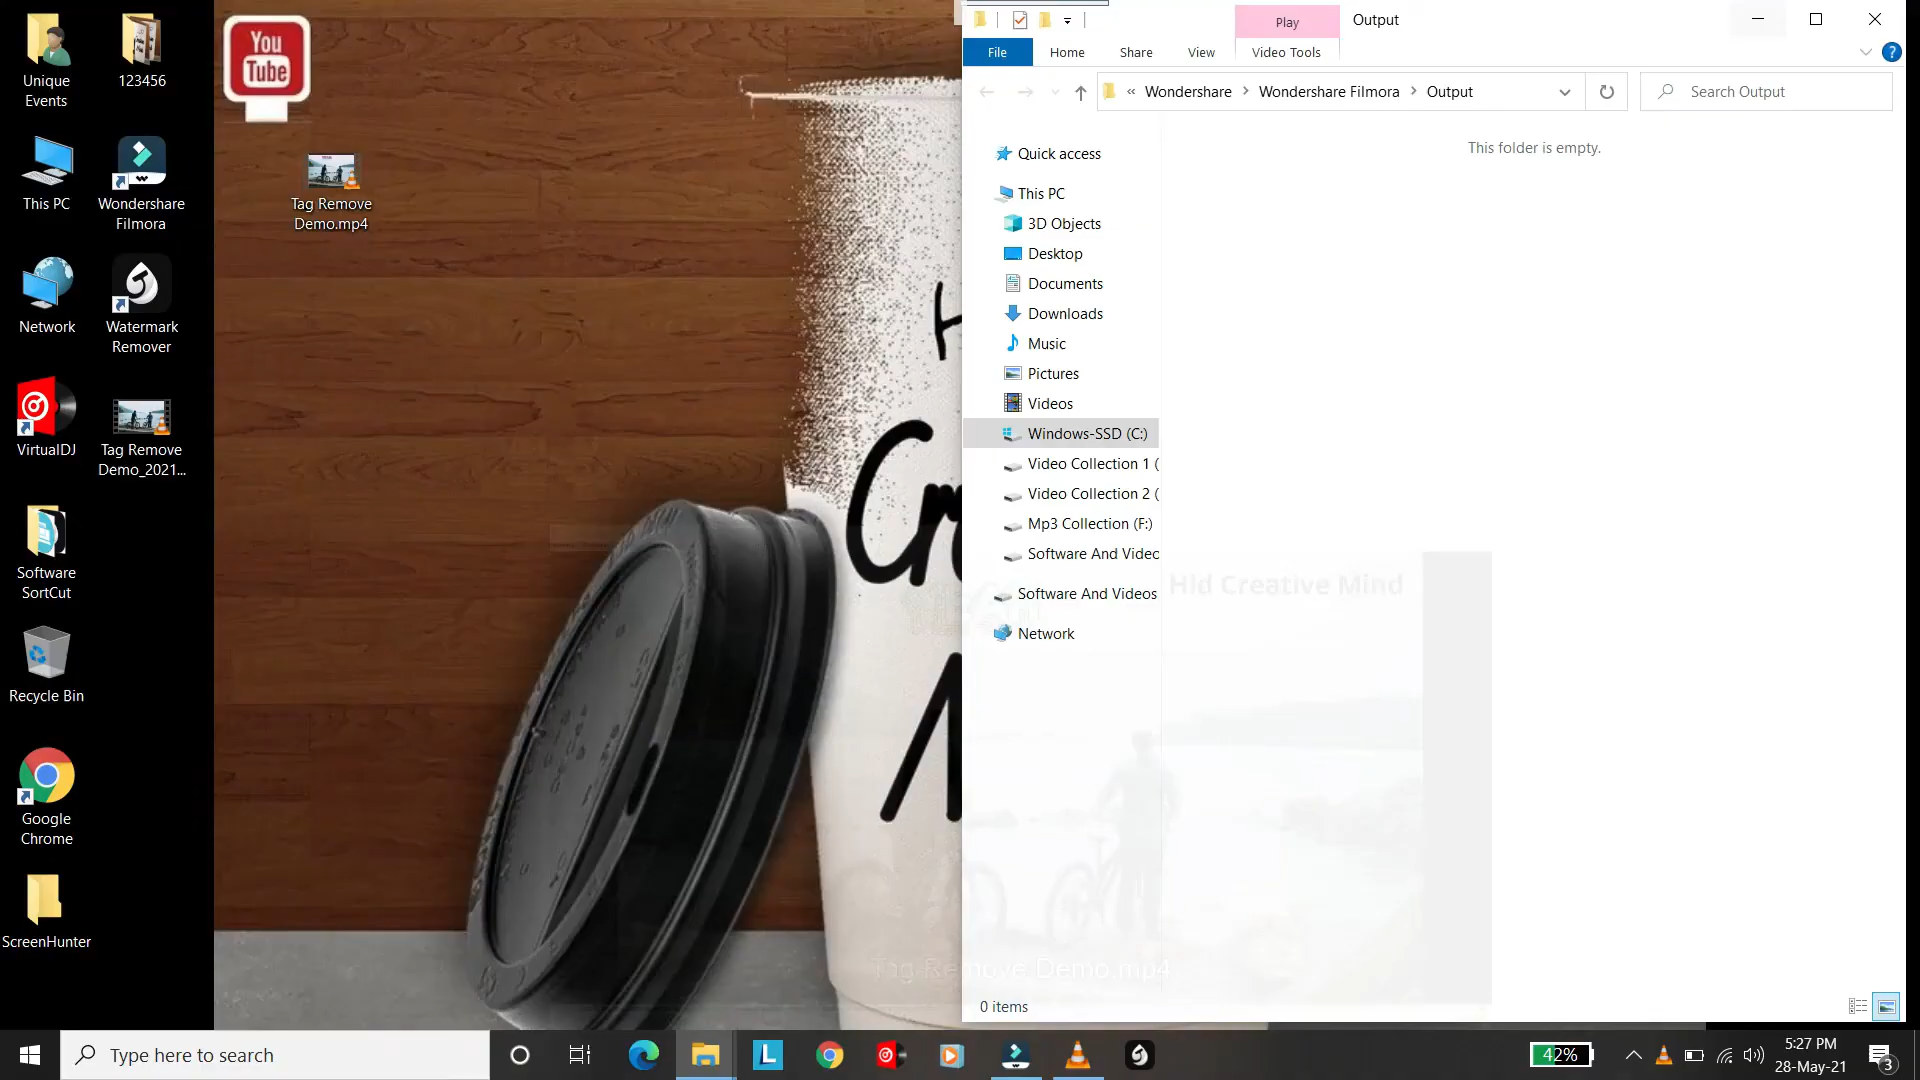 Unique
Events
123456
You
Tube
Tag Remove
Demo.mp4
This PC
Wondershare
Filmora
Network
Watermark
Remover
VirtualDJ
Tag Remove
Demo_2021...
Software
SortCut
Recycle Bin
Google
Chrome
ScreenHunter
Play
Output
File
Home
Share
View
Video Tools
« Wondershare > Wondershare Filmora > Output
Search Output
This folder is empty.
Quick access
This PC
3D Objects
Desktop
Documents
Downloads
Music
Pictures
Videos
Windows-SSD (C:)
Video Collection 1 (
Video Collection 2 (
Mp3 Collection (F:)
Software And Video
Software And Videos
Network
Hld Creative Mind
Tag Remove Demo.mp4
0 items
Type here to search
L
42%
5:27 PM
28-May-21
3